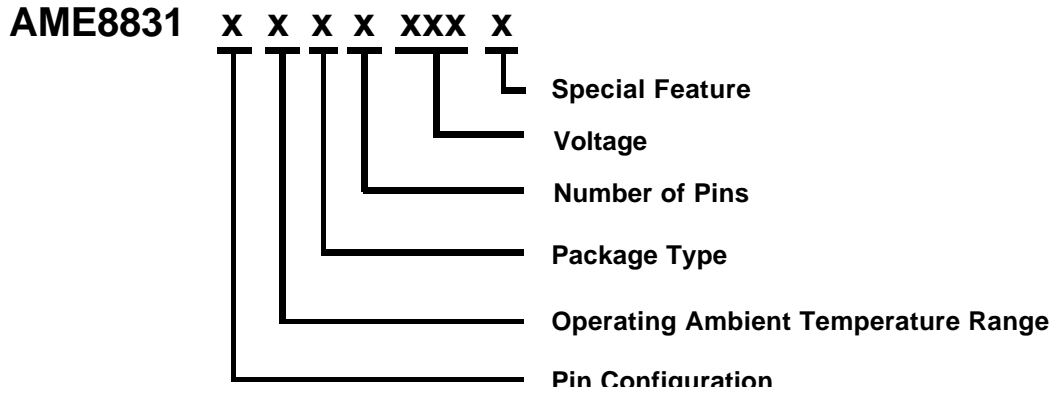 AME8831 x x x x xxx x
Special Feature
Voltage
Number of Pins
Package Type
Operating Ambient Temperature Range
Pin Configuration